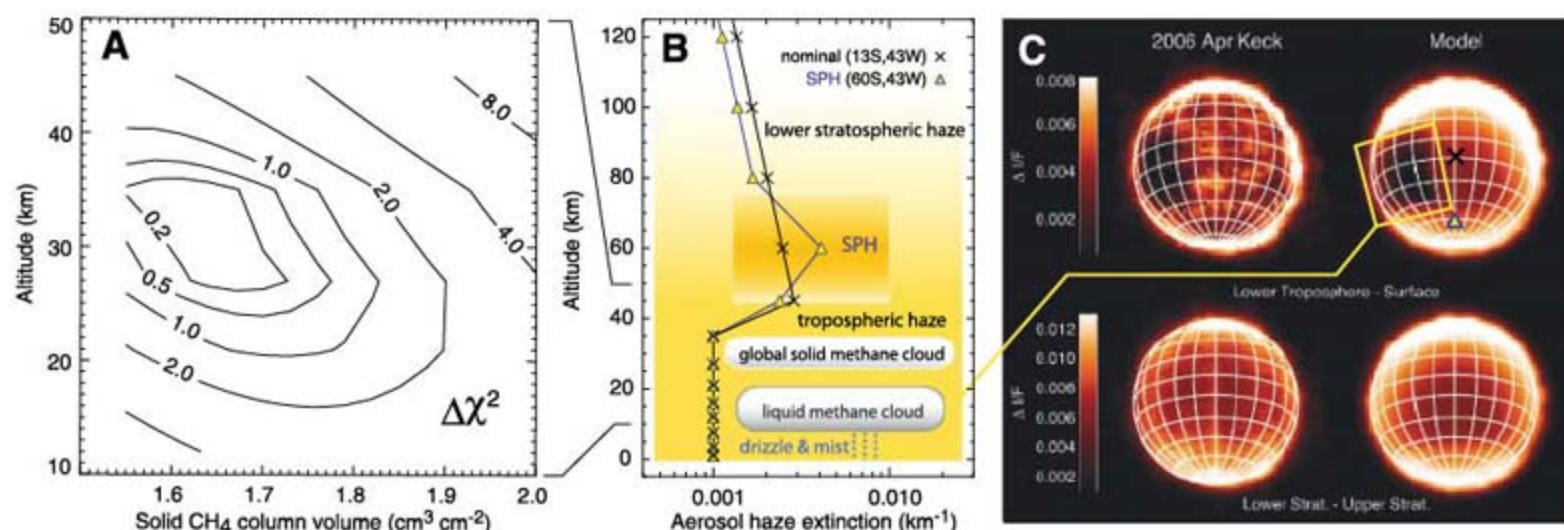 A
50
40
30
20
10
Altitude (km)
8.0
1.0
2.0
4.0
0.2
0.5
1.0
2.0
Δχ²
1.6 1.7 1.8 1.9 2.0
Solid CH₄ column volume (cm³ cm⁻²)
B
120
100
80
60
40
20
0
Altitude (km)
nominal (13S,43W) ×
SPH (60S,43W) △
lower stratospheric haze
SPH
tropospheric haze
global solid methane cloud
liquid methane cloud
drizzle & mist
0.001 0.010
Aerosol haze extinction (km⁻¹)
C
2006 Apr Keck Model
0.008
0.006
0.004
0.002
Δ I/F
Lower Troposphere - Surface
0.012
0.010
0.008
0.006
0.004
0.002
Δ I/F
Lower Strat. - Upper Strat.